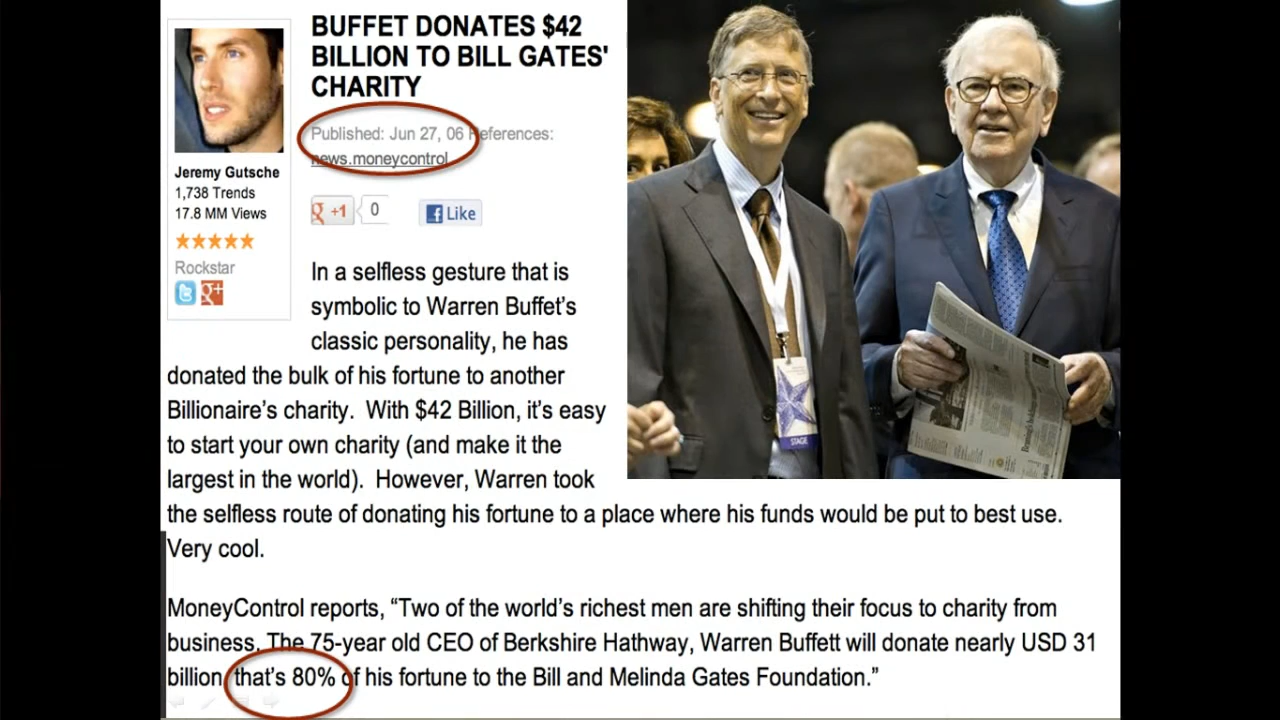 BUFFET DONATES $42
BILLION TO BILL GATES'
CHARITY
Published: Jun 27, 06 References:
news.moneycontrol
Jeremy Gutsche
1,738 Trends
17.8 MM Views
Rockstar
g +1 0
f Like
In a selfless gesture that is
symbolic to Warren Buffet's
classic personality, he has
donated the bulk of his fortune to another
Billionaire's charity. With $42 Billion, it's easy
to start your own charity (and make it the
largest in the world). However, Warren took
the selfless route of donating his fortune to a place where his funds would be put to best use.
Very cool.
MoneyControl reports, “Two of the world's richest men are shifting their focus to charity from
business. The 75-year old CEO of Berkshire Hathway, Warren Buffett will donate nearly USD 31
billion, that's 80% of his fortune to the Bill and Melinda Gates Foundation.”
STAGE